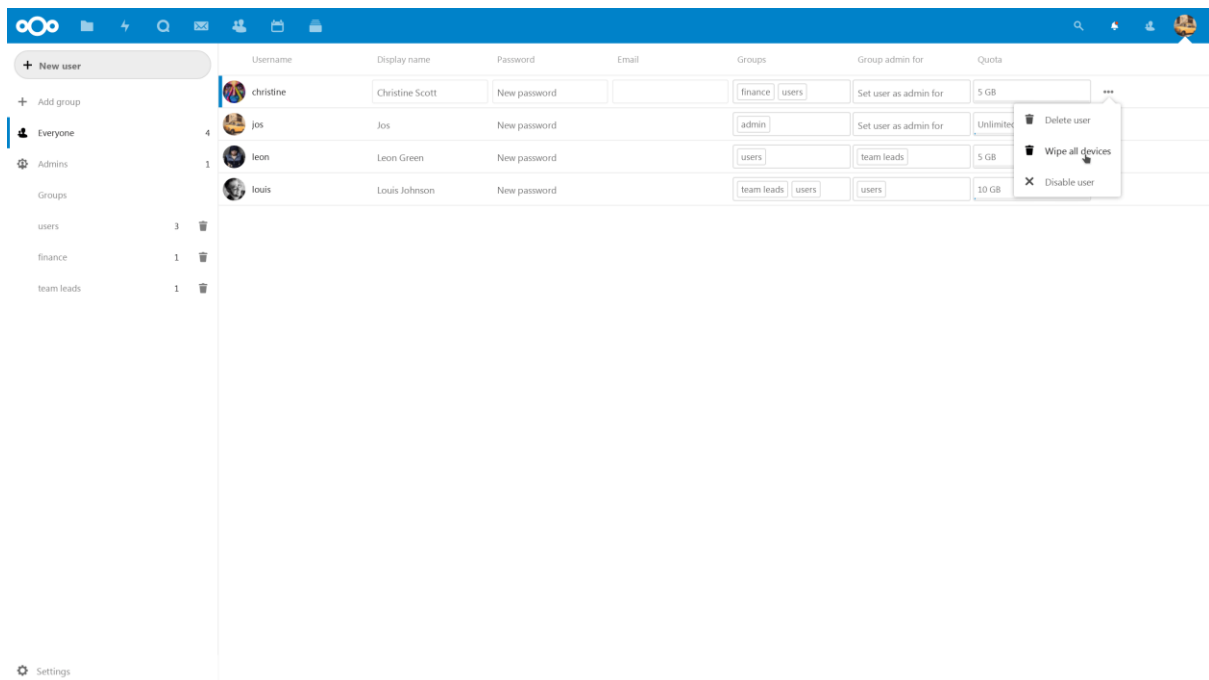 New user
Add group
Everyone 4
Admins 1
Groups
users 3
finance 1
team leads 1
Settings
Username Display name Password Email Groups Group admin for Quota
christine Christine Scott New password finance users Set user as admin for 5 GB
jos Jos New password admin Set user as admin for Unlimited
leon Leon Green New password users team leads 5 GB
louis Louis Johnson New password team leads users users 10 GB
Delete user
Wipe all devices
Disable user